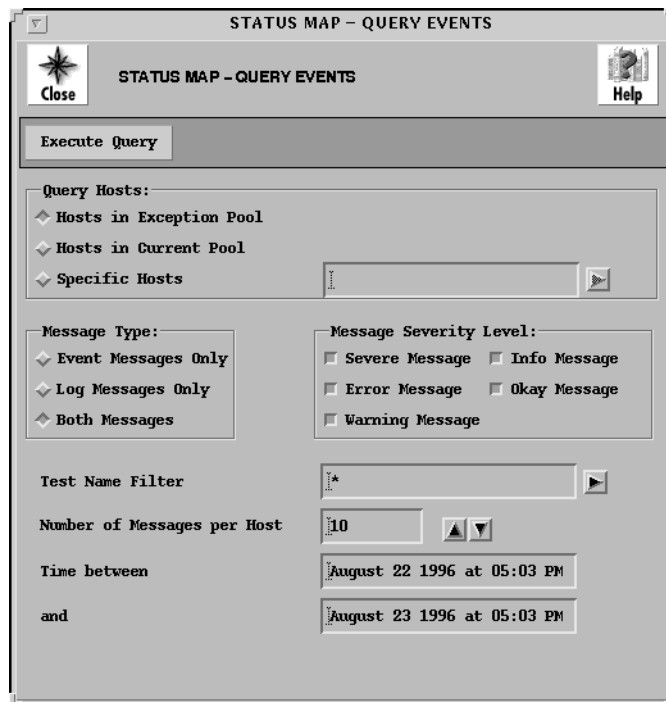 STATUS MAP – QUERY EVENTS
Close
STATUS MAP – QUERY EVENTS
Help
Execute Query
Query Hosts:
Hosts in Exception Pool
Hosts in Current Pool
Specific Hosts
Message Type:
Event Messages Only
Log Messages Only
Both Messages
Message Severity Level:
Severe Message Info Message
Error Message Okay Message
Warning Message
Test Name Filter *
Number of Messages per Host 10
Time between August 22 1996 at 05:03 PM
and August 23 1996 at 05:03 PM